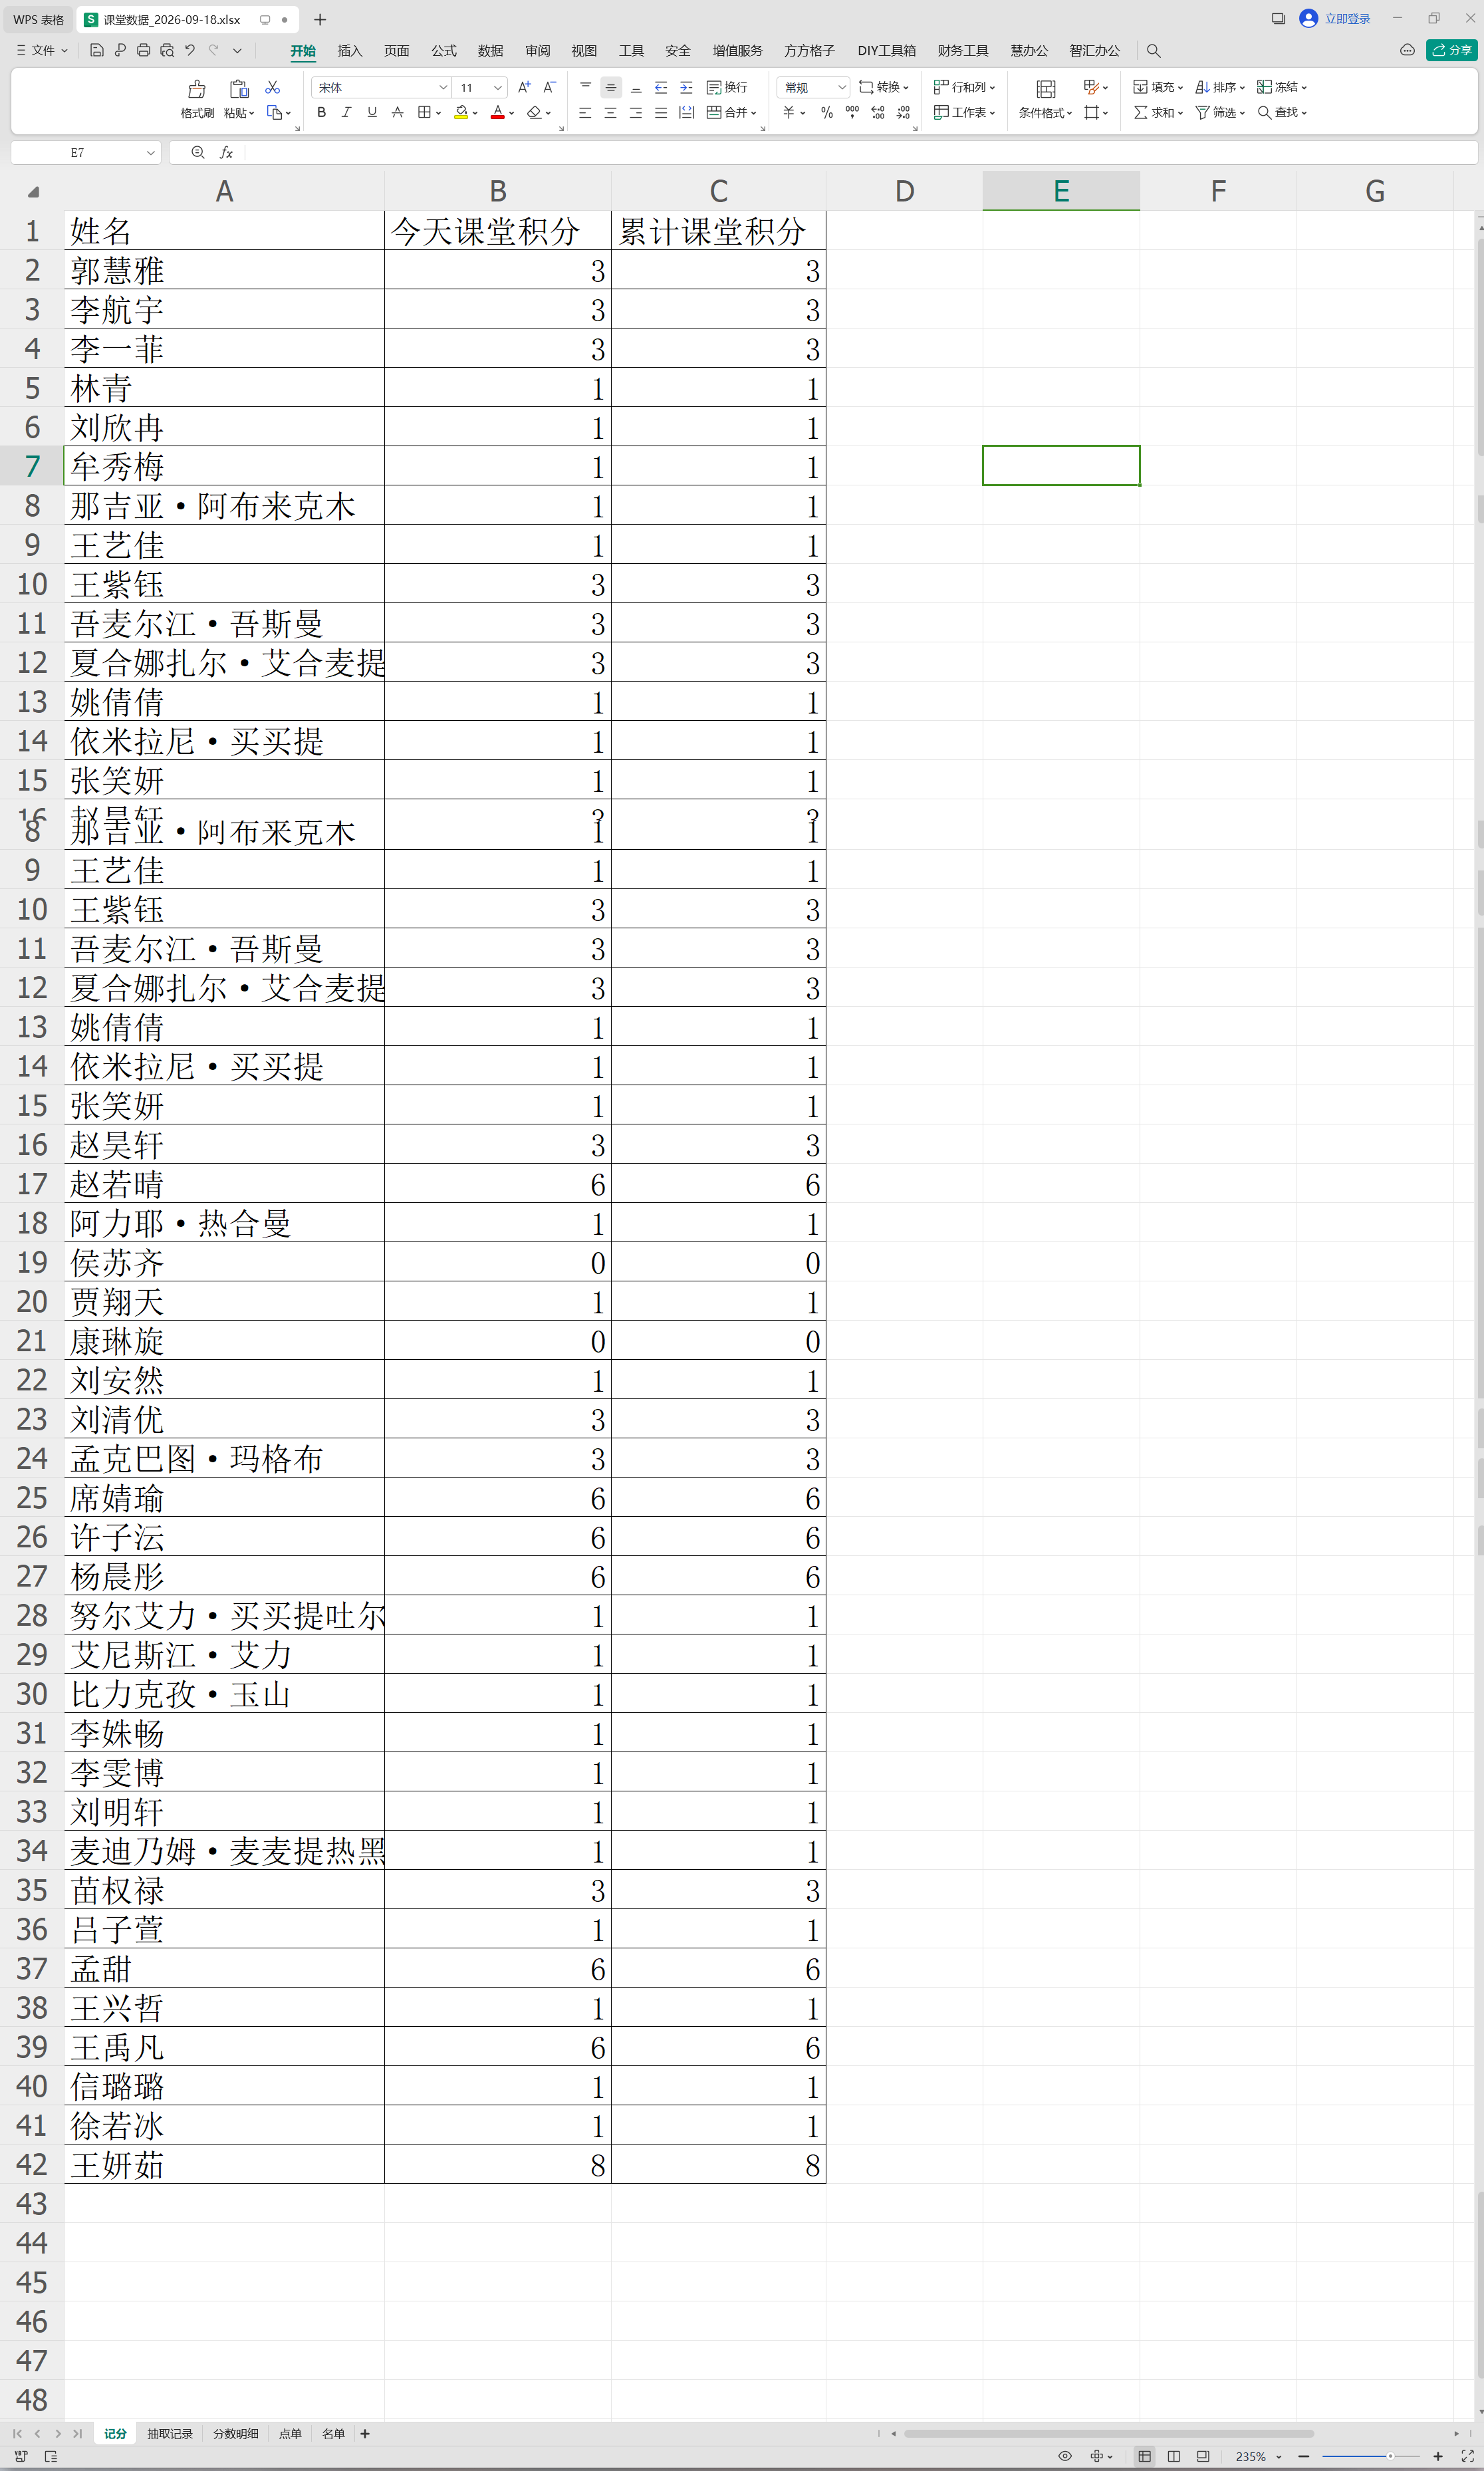 WPS 表格 课堂数据_2026-09-18.xlsx 立即登录
文件 开始 插入 页面 公式 数据 审阅 视图 工具 安全 增值服务 方方格子 DIY工具箱 财务工具 慧办公 智汇办公 分享
宋体 11 换行 常规 转换 行和列 填充 排序 冻结
格式刷 粘贴 B I U A 合并 工作表 条件格式 求和 筛选 查找
E7 fx
A B C D E F G
1 姓名 今天课堂积分 累计课堂积分
2 郭慧雅 3 3
3 李航宇 3 3
4 李一菲 3 3
5 林青 1 1
6 刘欣冉 1 1
7 牟秀梅 1 1
8 那吉亚·阿布来克木 1 1
9 王艺佳 1 1
10 王紫钰 3 3
11 吾麦尔江·吾斯曼 3 3
12 夏合娜扎尔·艾合麦提 3 3
13 姚倩倩 1 1
14 依米拉尼·买买提 1 1
15 张笑妍 1 1
16 赵昊轩 3 3
8 那吉亚·阿布来克木 1 1
9 王艺佳 1 1
10 王紫钰 3 3
11 吾麦尔江·吾斯曼 3 3
12 夏合娜扎尔·艾合麦提 3 3
13 姚倩倩 1 1
14 依米拉尼·买买提 1 1
15 张笑妍 1 1
16 赵昊轩 3 3
17 赵若晴 6 6
18 阿力耶·热合曼 1 1
19 侯苏齐 0 0
20 贾翔天 1 1
21 康琳旋 0 0
22 刘安然 1 1
23 刘清优 3 3
24 孟克巴图·玛格布 3 3
25 席婧瑜 6 6
26 许子沄 6 6
27 杨晨彤 6 6
28 努尔艾力·买买提吐尔 1 1
29 艾尼斯江·艾力 1 1
30 比力克孜·玉山 1 1
31 李姝畅 1 1
32 李雯博 1 1
33 刘明轩 1 1
34 麦迪乃姆·麦麦提热黑 1 1
35 苗权禄 3 3
36 吕子萱 1 1
37 孟甜 6 6
38 王兴哲 1 1
39 王禹凡 6 6
40 信璐璐 1 1
41 徐若冰 1 1
42 王妍茹 8 8
43
44
45
46
47
48
记分 抽取记录 分数明细 点单 名单
235%